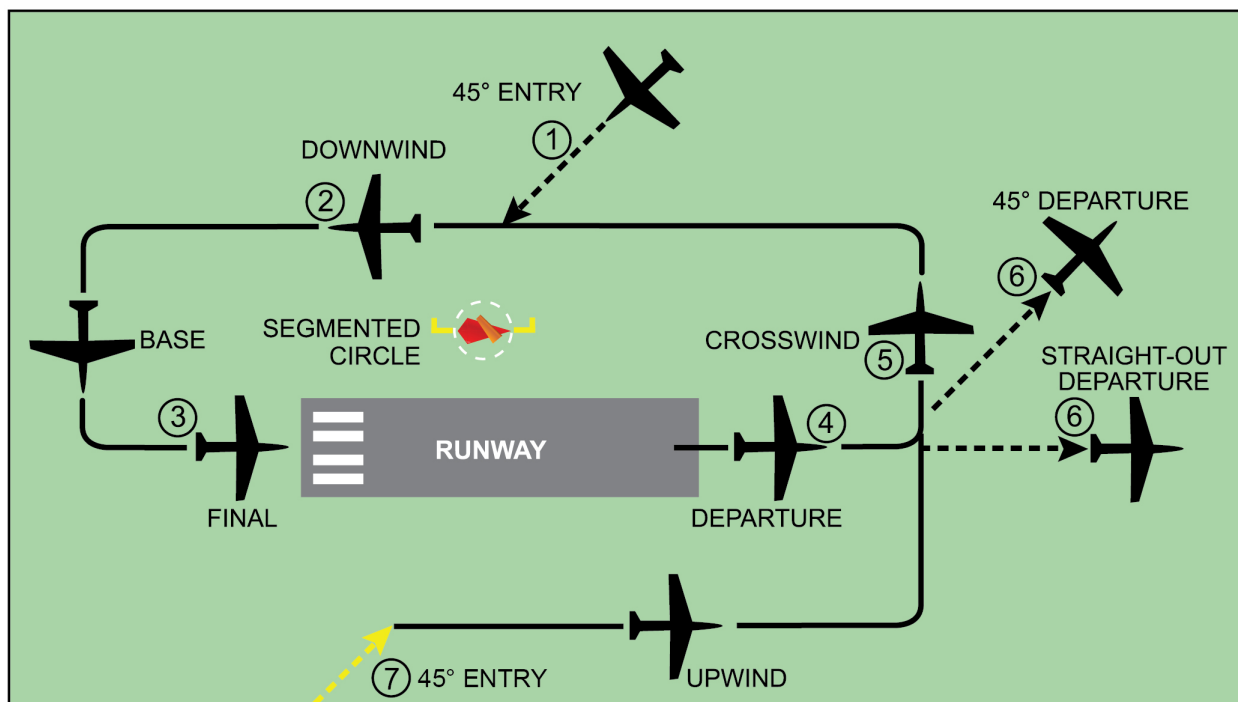 45° ENTRY
1
DOWNWIND
2
45° DEPARTURE
6
SEGMENTED
CIRCLE
BASE
CROSSWIND
5
STRAIGHT-OUT
DEPARTURE
6
3
RUNWAY
4
FINAL
DEPARTURE
7 45° ENTRY
UPWIND